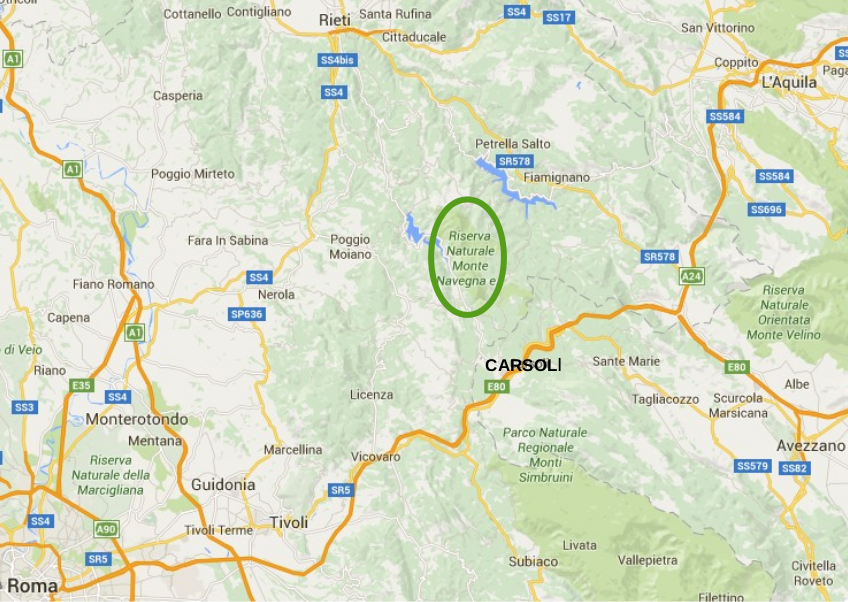 Cottanello
Contigliano
Rieti
Santa Rufina
SS4
SS17
San Vittorino
Cittaducale
A1
SS4bis
Coppito
L'Aquila
Casperia
SS4
SS584
Petrella Salto
SR578
Fiamignano
A1
Poggio Mirteto
SS584
SS696
Fara In Sabina
Poggio
Moiano
Riserva
Naturale
Monte
Navegna e
SR578
A24
Fiano Romano
SS4
Nerola
Riserva
Naturale
Orientata
Monte Velino
Capena
SP636
A1
di Veio
Riano
CARSOLI
Sante Marie
E80
E35
SS4
E80
Licenza
Albe
SS3
Tagliacozzo
Scurcola
Marsicana
Monterotondo
Mentana
Parco Naturale
Regionale
Monti
Simbruini
Avezzano
Marcellina
Vicovaro
Riserva
Naturale della
Marcigliana
SS579
SS82
Guidonia
SR5
SS4
A90
Tivoli Terme
Tivoli
SR5
Livata
Subiaco
Vallepietra
Civitella
Roveto
Roma
Filettino